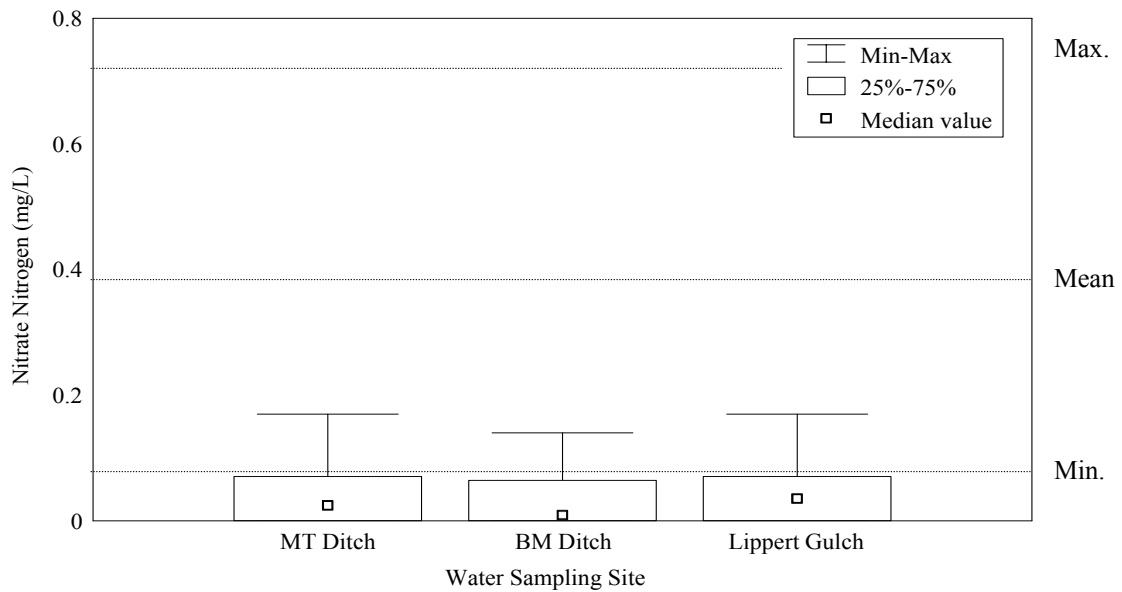 0.8
Max.
Min-Max
25%-75%
Median value
0.6
Nitrate Nitrogen (mg/L)
0.4
Mean
0.2
Min.
0
MT Ditch
BM Ditch
Lippert Gulch
Water Sampling Site